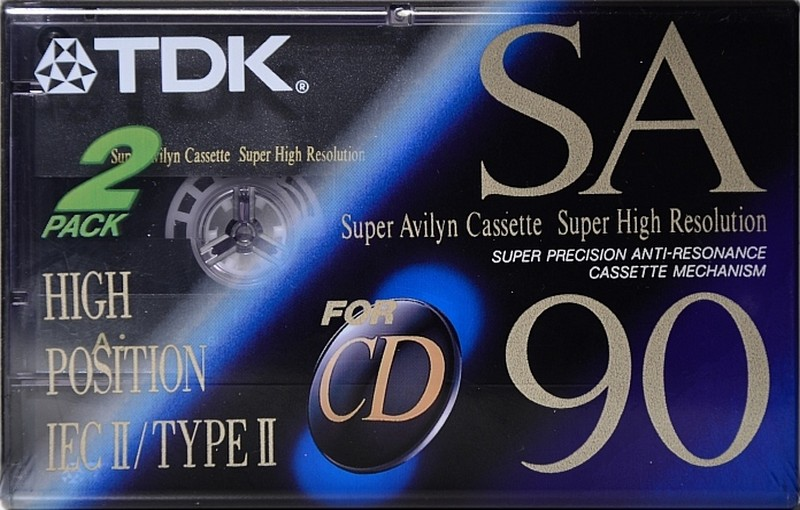 TDK®
SA
2
PACK
Super Avilyn Cassette Super High Resolution
Super Avilyn Cassette Super High Resolution
SUPER PRECISION ANTI-RESONANCE
CASSETTE MECHANISM
HIGH
POSITION
IEC II/TYPE II
FOR
CD
90